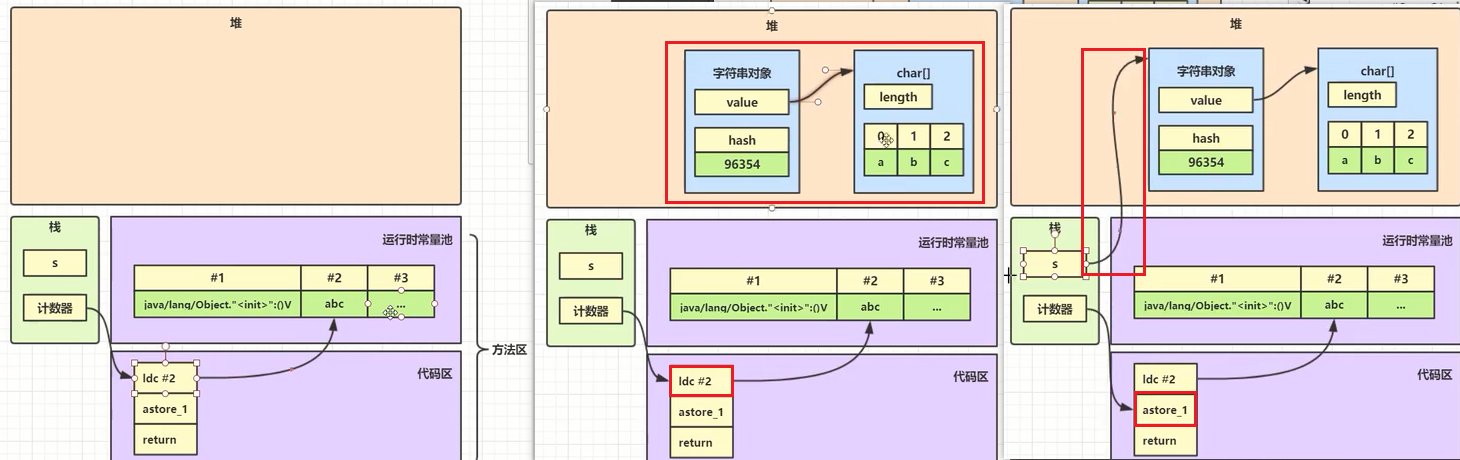 堆
栈
s
计数器
运行时常量池
#1 #2 #3
java/lang/Object."<init>":()V abc ...
方法区
代码区
ldc #2
astore_1
return
堆
字符串对象
value
hash
96354
char[]
length
0 1 2
a b c
栈
s
计数器
运行时常量池
#1 #2 #3
java/lang/Object."<init>":()V abc ...
代码区
ldc #2
astore_1
return
堆
字符串对象
value
hash
96354
char[]
length
0 1 2
a b c
栈
s
计数器
运行时常量池
#1 #2 #3
java/lang/Object."<init>":()V abc ...
代码区
ldc #2
astore_1
return